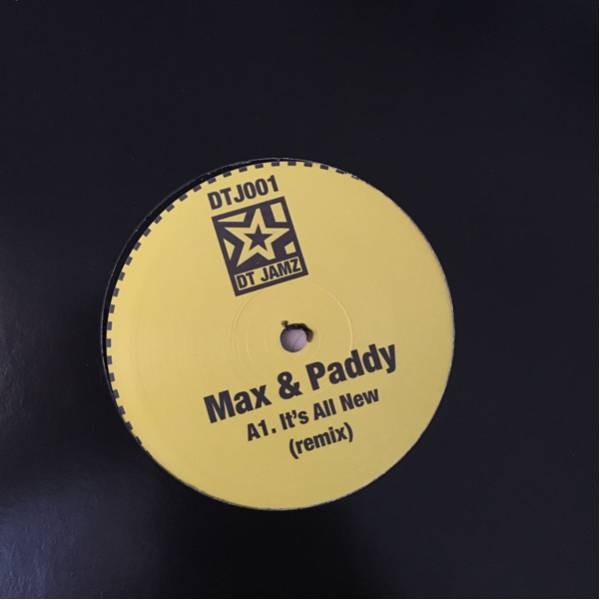 DTJ001
DT JAMZ
Max & Paddy
A1. It's All New
(remix)